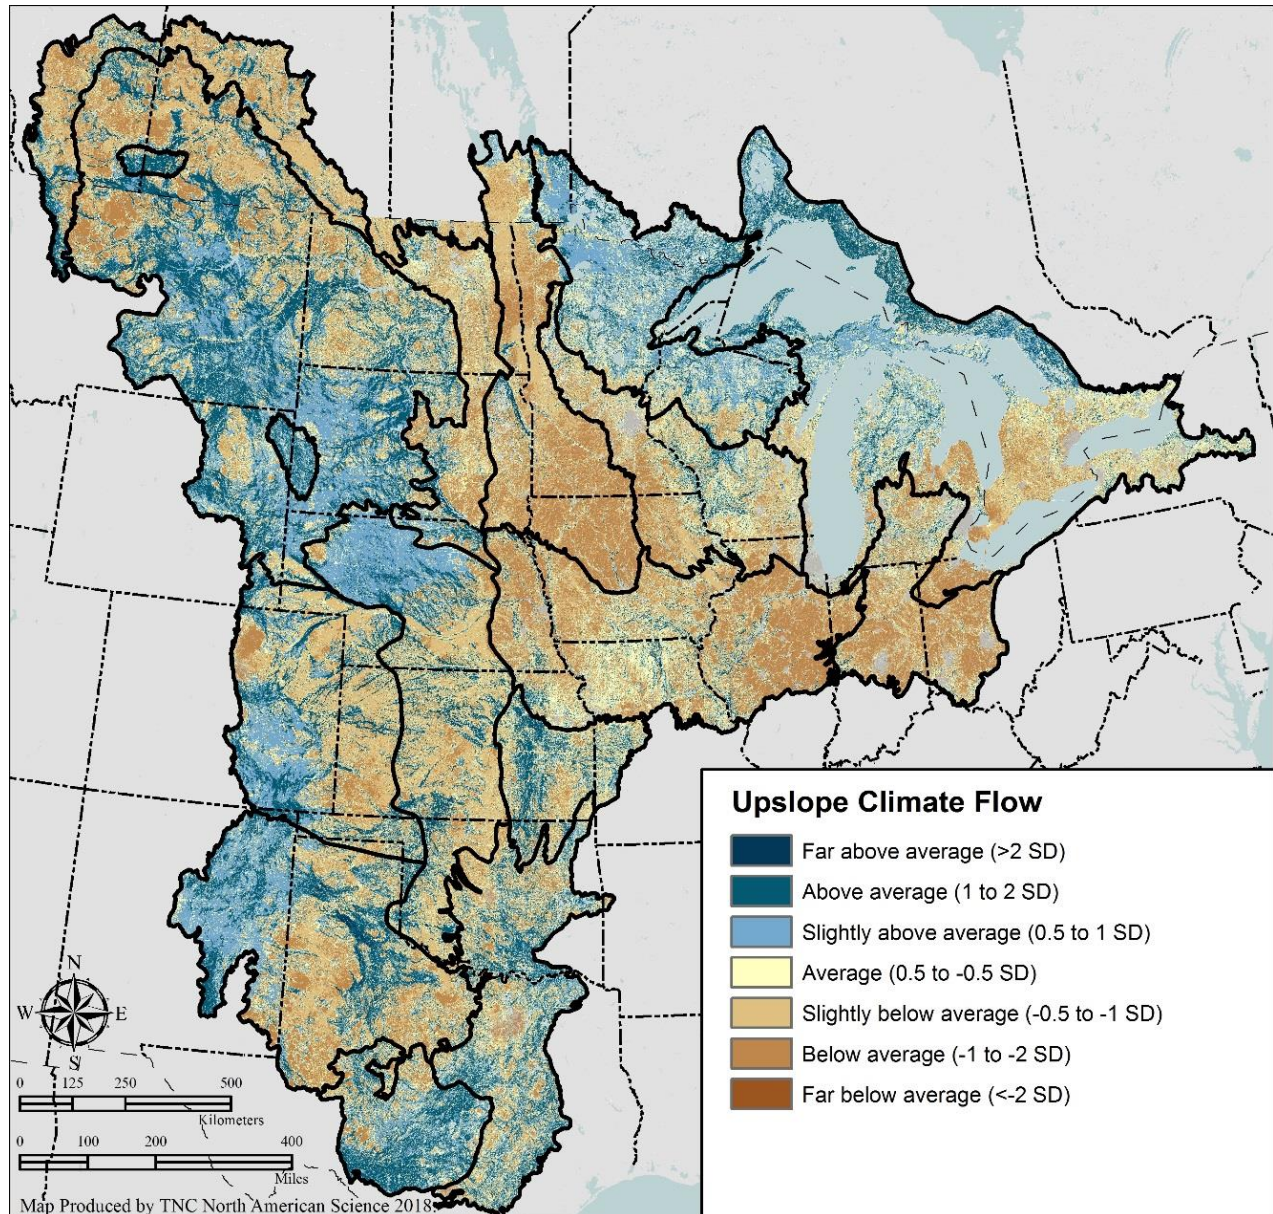 Upslope Climate Flow
Far above average (>2 SD)
Above average (1 to 2 SD)
Slightly above average (0.5 to 1 SD)
Average (0.5 to -0.5 SD)
Slightly below average (-0.5 to -1 SD)
Below average (-1 to -2 SD)
Far below average (<-2 SD)
N
W E
S
0 125 250 500
Kilometers
0 100 200 400
Miles
Map Produced by TNC North American Science 2018